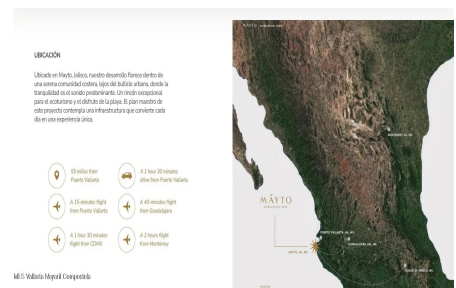 UBICACIÓN
Ubicado en Mayto, Jalisco, nuestro desarrollo florece dentro de
una serena comunidad costera, lejos del bullicio urbano, donde la
tranquilidad es el sonido predominante. Un rincón excepcional
para el ecoturismo y el disfrute de la playa. El plan maestro de
este proyecto contempla una infraestructura que convierte cada
día en una experiencia única.
55 miles from
Puerto Vallarta
A 1 hour 30 minutes
drive from Puerto Vallarta
A 15-minutes flight
from Puerto Vallarta
A 40-minutes flight
from Guadalajara
A 1 hour 30 minutes
flight from CDMX
A 2 hours flight
from Monterrey
MLS Vallarta Nayarit Compostela
MÁYTO
MÁYTO